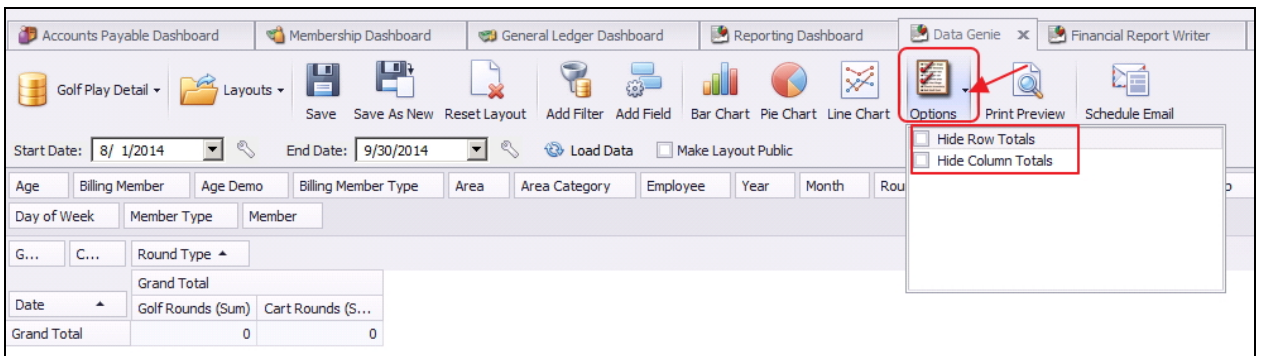 Accounts Payable Dashboard Membership Dashboard General Ledger Dashboard Reporting Dashboard Data Genie x Financial Report Writer
Golf Play Detail Layouts Save Save As New Reset Layout Add Filter Add Field Bar Chart Pie Chart Line Chart Options Print Preview Schedule Email
Hide Row Totals
Hide Column Totals
Start Date: 8/ 1/2014 End Date: 9/30/2014 Load Data Make Layout Public
Age Billing Member Age Demo Billing Member Type Area Area Category Employee Year Month Rou
Day of Week Member Type Member
G... C... Round Type
Grand Total
Date Golf Rounds (Sum) Cart Rounds (S...
Grand Total 0 0